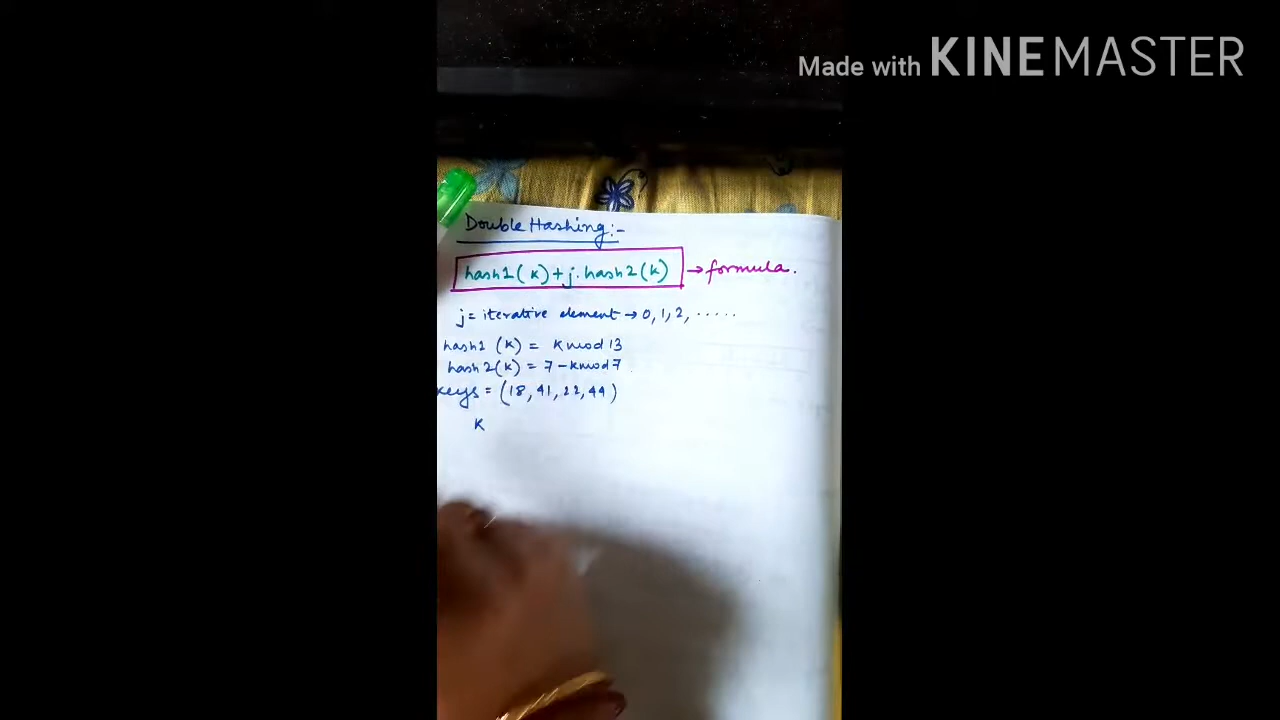 Made with KINEMASTER
Double Hashing:-
hash1(k)+j.hash2(k) → formula.
j = iterative element → 0, 1, 2, .....
hash1 (k) = k mod 13
hash2(k) = 7 - k mod 7
keys = (18, 41, 22, 44)
K